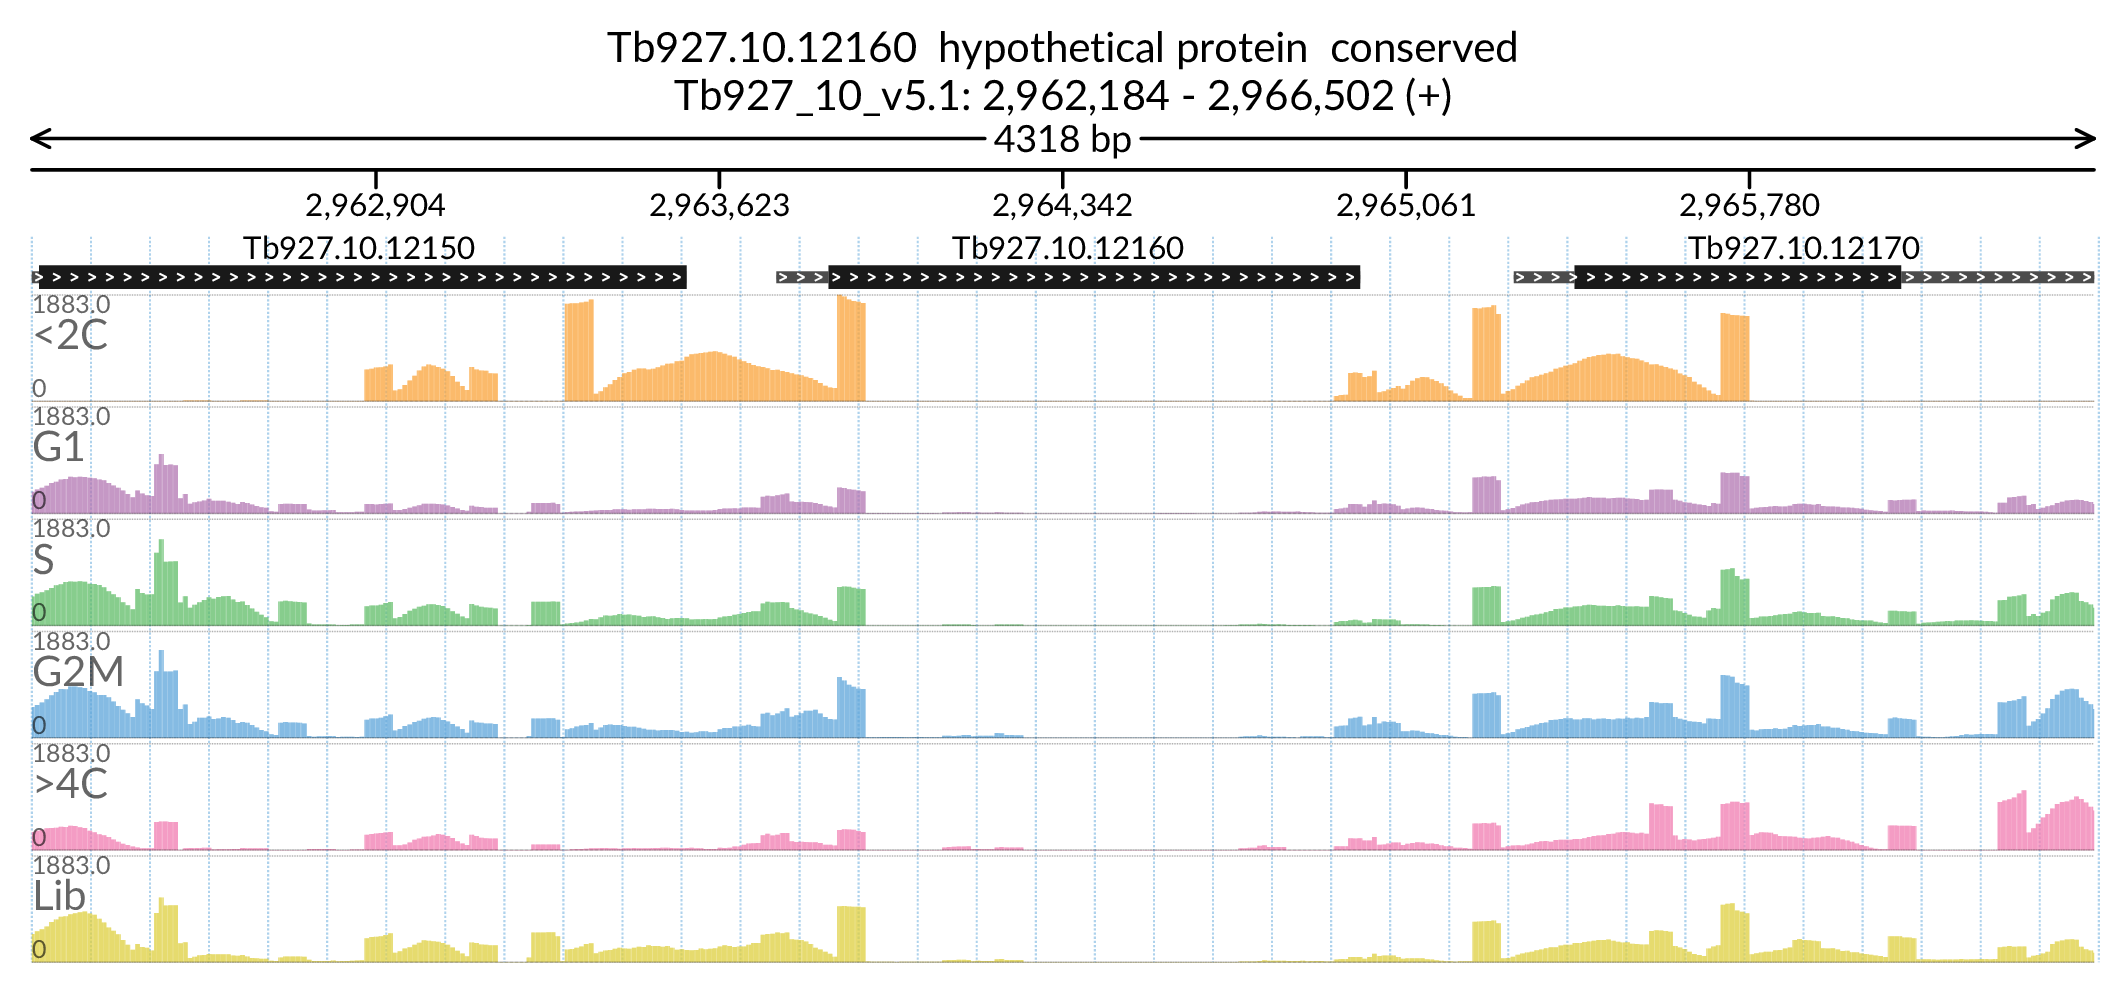 Tb927.10.12160  hypothetical protein  conserved
Tb927_10_v5.1: 2,962,184 - 2,966,502 (+)
4318 bp
2,962,904 2,963,623 2,964,342 2,965,061 2,965,780
Tb927.10.12150 Tb927.10.12160 Tb927.10.12170
1883.0
<2C
0
1883.0
G1
0
1883.0
S
0
1883.0
G2M
0
1883.0
>4C
0
1883.0
Lib
0